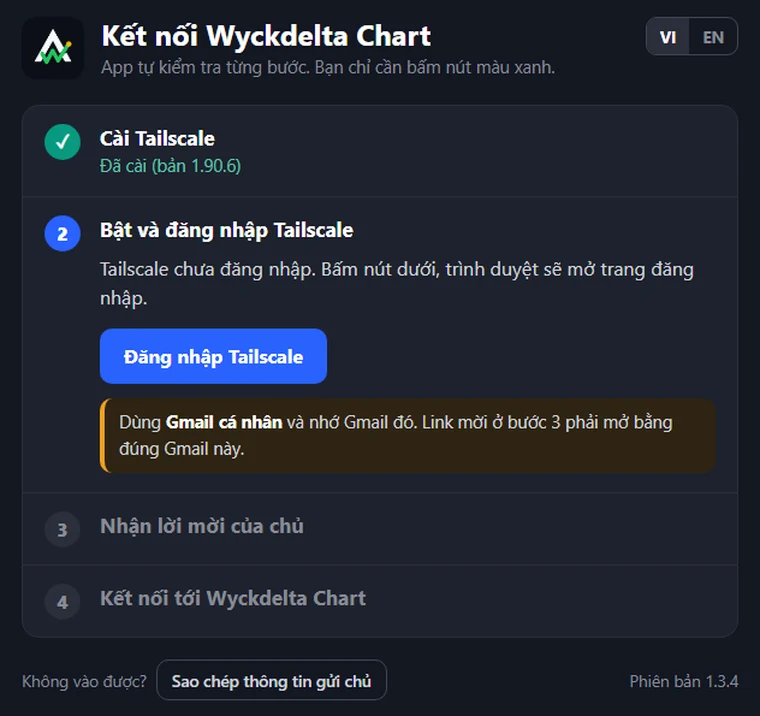 Kết nối Wyckdelta Chart
VI EN
App tự kiểm tra từng bước. Bạn chỉ cần bấm nút màu xanh.
Cài Tailscale
Đã cài (bản 1.90.6)
2 Bật và đăng nhập Tailscale
Tailscale chưa đăng nhập. Bấm nút dưới, trình duyệt sẽ mở trang đăng
nhập.
Đăng nhập Tailscale
Dùng Gmail cá nhân và nhớ Gmail đó. Link mời ở bước 3 phải mở bằng
đúng Gmail này.
3 Nhận lời mời của chủ
4 Kết nối tới Wyckdelta Chart
Không vào được? Sao chép thông tin gửi chủ Phiên bản 1.3.4